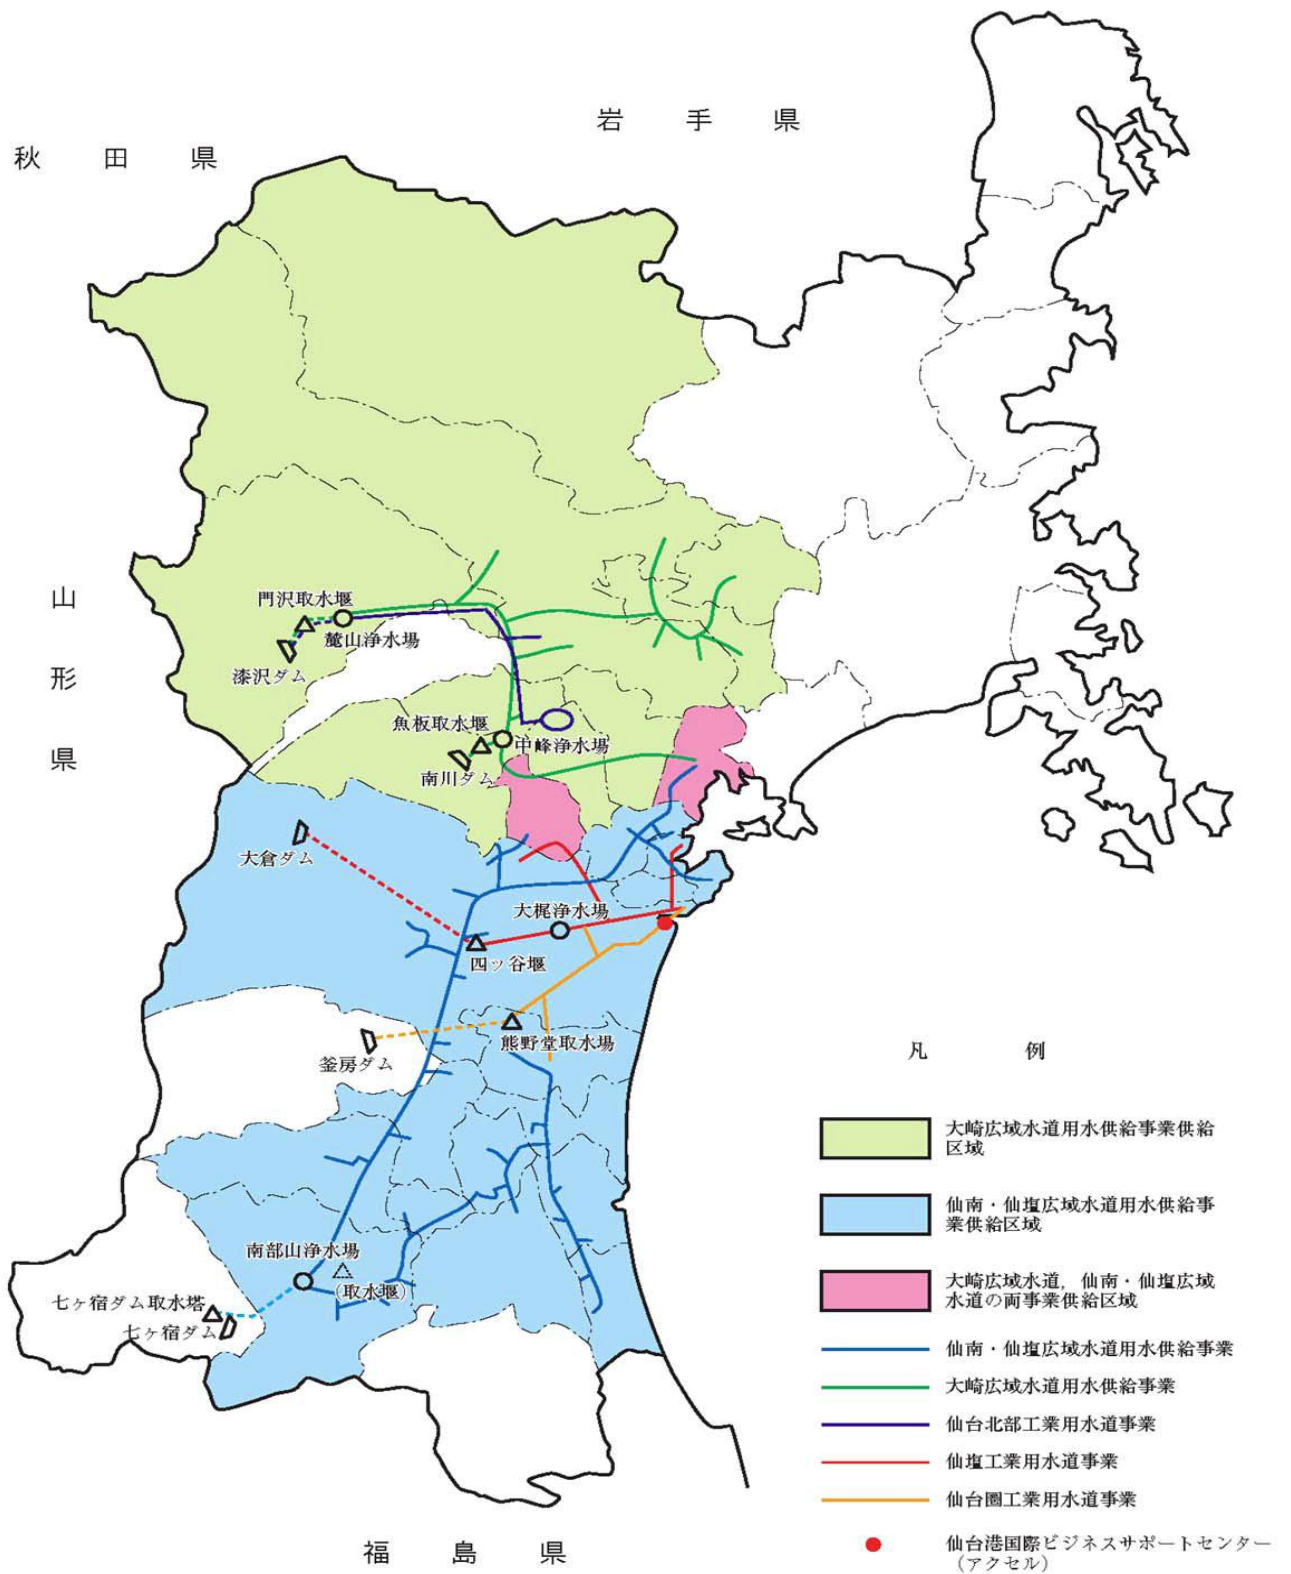 岩手県
秋田県
山形県
門沢取水堰
麓山浄水場
漆沢ダム
魚板取水堰
中峰浄水場
南川ダム
大倉ダム
大梶浄水場
四ッ谷堰
熊野堂取水場
釜房ダム
南部山浄水場
(取水堰)
七ヶ宿ダム取水塔
七ヶ宿ダム
福島県
凡例
大崎広域水道用水供給事業供給
区域
仙南・仙塩広域水道用水供給事
業供給区域
大崎広域水道，仙南・仙塩広域
水道の両事業供給区域
仙南・仙塩広域水道用水供給事業
大崎広域水道用水供給事業
仙台北部工業用水道事業
仙塩工業用水道事業
仙台圏工業用水道事業
仙台港国際ビジネスサポートセンター
（アクセル）